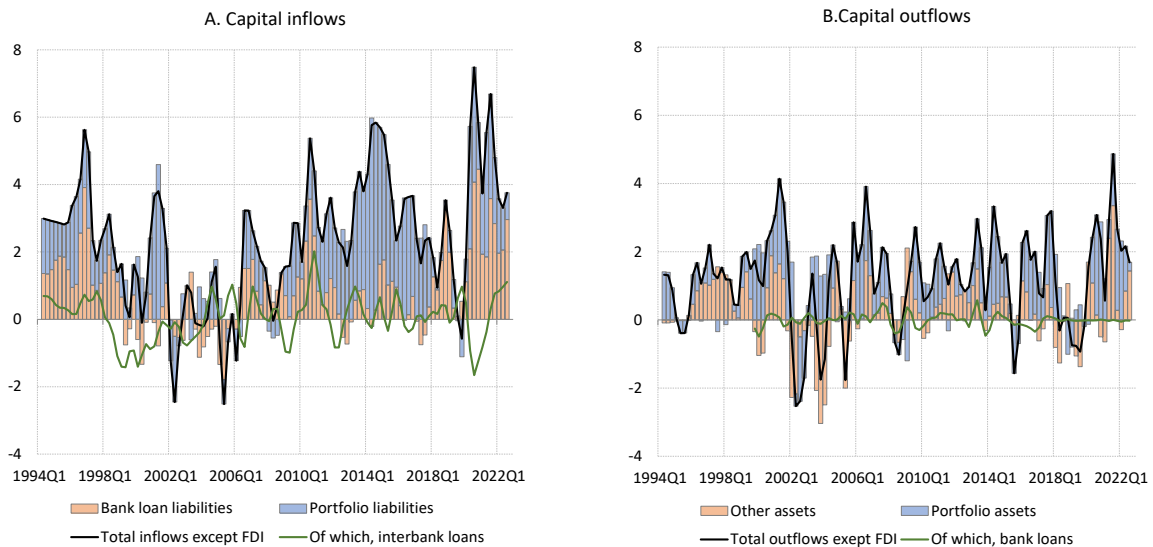 A. Capital inflows
8
6
4
2
0
-2
-4
1994Q1 1998Q1 2002Q1 2006Q1 2010Q1 2014Q1 2018Q1 2022Q1
Bank loan liabilities Portfolio liabilities
Total inflows except FDI Of which, interbank loans
B.Capital outflows
8
6
4
2
0
-2
-4
1994Q1 1998Q1 2002Q1 2006Q1 2010Q1 2014Q1 2018Q1 2022Q1
Other assets Portfolio assets
Total outflows exept FDI Of which, bank loans